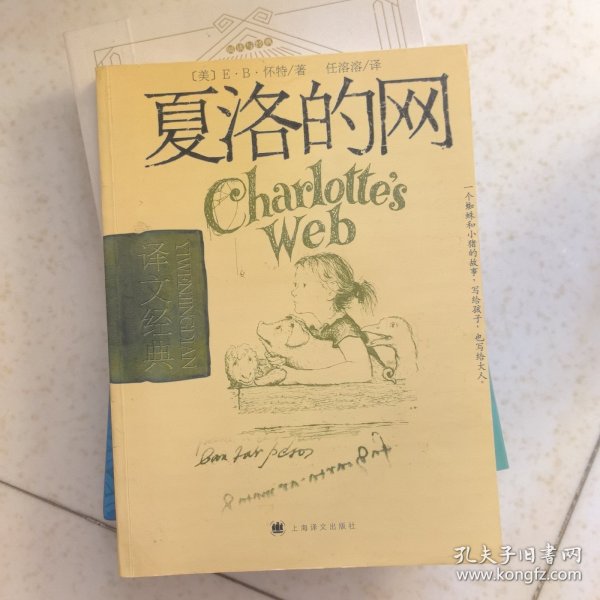 [美] E·B·怀特/著 任溶溶/译
夏洛的网
Charlotte's
Web
一个蜘蛛和小猪的故事,写给孩子,也写给大人。
译文经典
YIWENJINGDIAN
上海译文出版社
孔夫子旧书网
www.kongfz.com